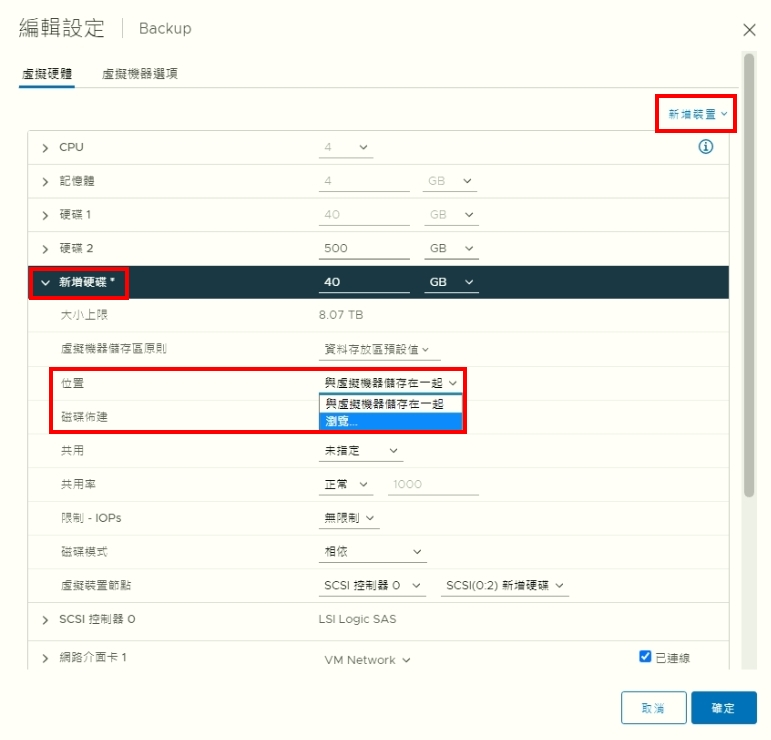 編輯設定 Backup
虛擬硬體 虛擬機器選項
新增裝置
CPU 4
記憶體 4 GB
硬碟 1 40 GB
硬碟 2 500 GB
新增硬碟 * 40 GB
大小上限 8.07 TB
虛擬機器儲存區原則 資料存放區預設值
位置 與虛擬機器儲存在一起
與虛擬機器儲存在一起
磁碟佈建 瀏覽...
共用 未指定
共用率 正常 1000
限制 - IOPs 無限制
磁碟模式 相依
虛擬裝置節點 SCSI 控制器 0 SCSI(0:2) 新增硬碟
SCSI 控制器 0 LSI Logic SAS
網路介面卡 1 VM Network 已連線
取消 確定